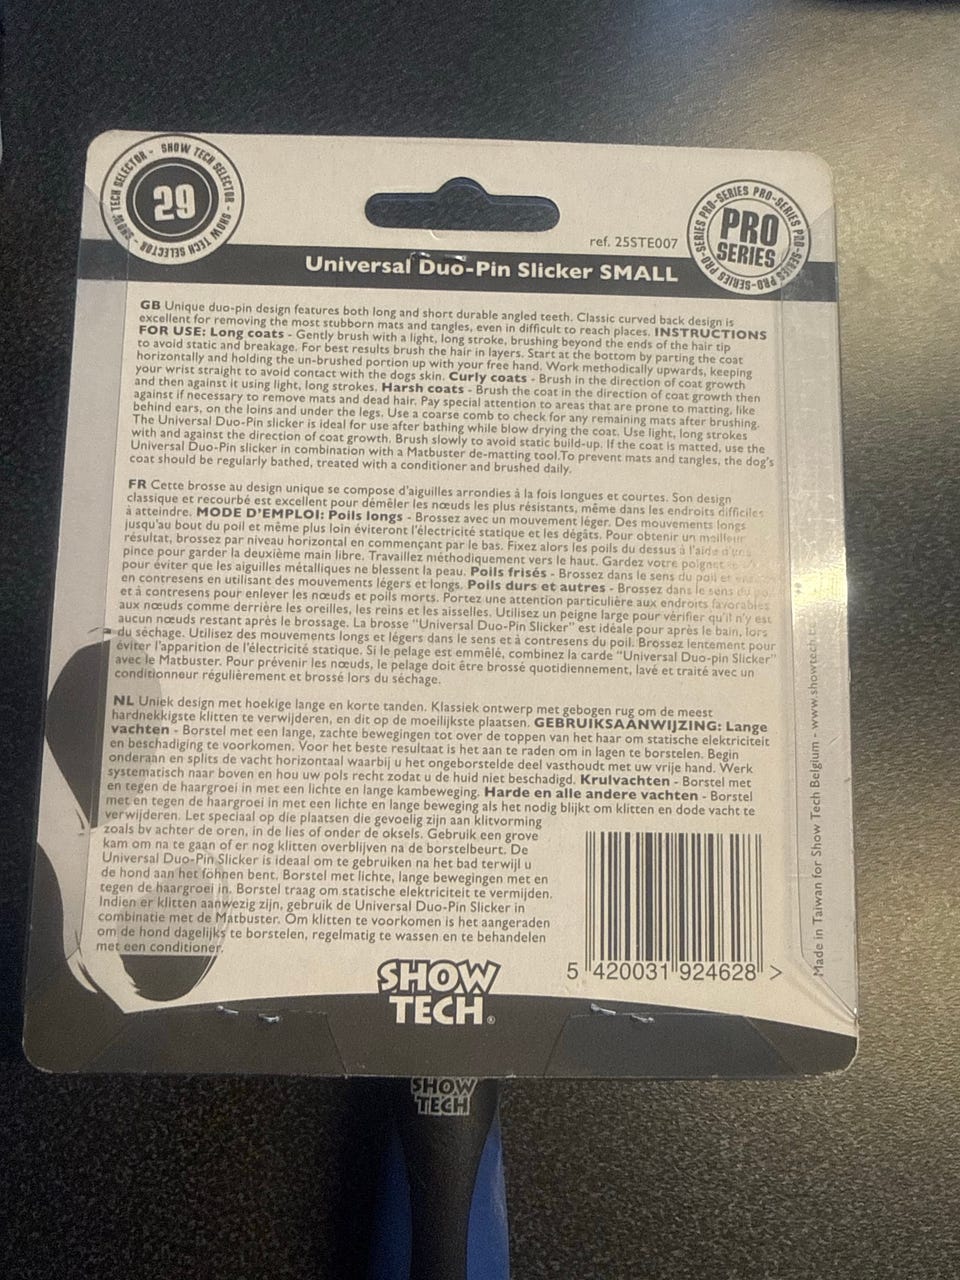 SHOW TECH SELECTOR - SHOW TECH SELECTOR - SHOW TECH SELECTOR -
29
PRO-SERIES PRO-SERIES PRO-SERIES PRO-SERIES
PRO
SERIES
ref. 25STE007
Universal Duo-Pin Slicker SMALL
GB Unique duo-pin design features both long and short durable angled teeth. Classic curved back design is
excellent for removing the most stubborn mats and tangles, even in difficult to reach places. INSTRUCTIONS
FOR USE: Long coats - Gently brush with a light, long stroke, brushing beyond the ends of the hair tip
to avoid static and breakage. For best results brush the hair in layers. Start at the bottom by parting the coat
horizontally and holding the un-brushed portion up with your free hand. Work methodically upwards, keeping
your wrist straight to avoid contact with the dogs skin. Curly coats - Brush in the direction of coat growth
and then against it using light, long strokes. Harsh coats - Brush the coat in the direction of coat growth then
against if necessary to remove mats and dead hair. Pay special attention to areas that are prone to matting, like
behind ears, on the loins and under the legs. Use a coarse comb to check for any remaining mats after brushing.
The Universal Duo-Pin slicker is ideal for use after bathing while blow drying the coat. Use light, long strokes
with and against the direction of coat growth. Brush slowly to avoid static build-up. If the coat is matted, use the
Universal Duo-Pin slicker in combination with a Matbuster de-matting tool.To prevent mats and tangles, the dog's
coat should be regularly bathed, treated with a conditioner and brushed daily.
FR Cette brosse au design unique se compose d'aiguilles arrondies à la fois longues et courtes. Son design
classique et recourbé est excellent pour démêler les nœuds les plus résistants, même dans les endroits difficiles
à atteindre. MODE D'EMPLOI: Poils longs - Brossez avec un mouvement léger. Des mouvements longs
jusqu'au bout du poil et même plus loin éviteront l'électricité statique et les dégâts. Pour obtenir un meilleur
résultat, brossez par niveau horizontal en commençant par le bas. Fixez alors les poils du dessus à l'aide d'une
pince pour garder la deuxième main libre. Travaillez méthodiquement vers le haut. Gardez votre poignet
pour éviter que les aiguilles métalliques ne blessent la peau. Poils frisés - Brossez dans le sens du poil et
en contresens en utilisant des mouvements légers et longs. Poils durs et autres - Brossez dans le sens du
et à contresens pour enlever les nœuds et poils morts. Portez une attention particulière aux endroits favorables
aux nœuds comme derrière les oreilles, les reins et les aisselles. Utilisez un peigne large pour vérifier qu'il n'y est
aucun nœuds restant après le brossage. La brosse "Universal Duo-Pin Slicker" est idéale pour après le bain, lors
du séchage. Utilisez des mouvements longs et légers dans le sens et à contresens du poil. Brossez lentement pour
éviter l'apparition de l'électricité statique. Si le pelage est emmêlé, combinez la carde "Universal Duo-pin Slicker"
avec le Matbuster. Pour prévenir les nœuds, le pelage doit être brossé quotidiennement, lavé et traité avec un
conditionneur régulièrement et brossé lors du séchage.
NL Uniek design met hoekige lange en korte tanden. Klassiek ontwerp met gebogen rug om de meest
hardnekkigste klitten te verwijderen, en dit op de moeilijkste plaatsen. GEBRUIKSAANWIJZING: Lange
vachten - Borstel met een lange, zachte bewegingen tot over de toppen van het haar om statische elektriciteit
en beschadiging te voorkomen. Voor het beste resultaat is het aan te raden om in lagen te borstelen. Begin
onderaan en splits de vacht horizontaal waarbij u het ongeborstelde deel vasthoudt met uw vrije hand. Werk
systematisch naar boven en hou uw pols recht zodat u de huid niet beschadigd. Krulvachten - Borstel met
en tegen de haargroei in met een lichte en lange kambeweging. Harde en alle andere vachten - Borstel
met en tegen de haargroei in met een lichte en lange beweging als het nodig blijkt om klitten en dode vacht te
verwijderen. Let speciaal op die plaatsen die gevoelig zijn aan klitvorming
zoals bv achter de oren, in de lies of onder de oksels. Gebruik een grove
kam om na te gaan of er nog klitten overblijven na de borstelbeurt. De
Universal Duo-Pin Slicker is ideaal om te gebruiken na het bad terwijl u
de hond aan het föhnen bent. Borstel met lichte, lange bewegingen met en
tegen de haargroei in. Borstel traag om statische elektriciteit te vermijden.
Indien er klitten aanwezig zijn, gebruik de Universal Duo-Pin Slicker in
combinatie met de Matbuster. Om klitten te voorkomen is het aangeraden
om de hond dagelijks te borstelen, regelmatig te wassen en te behandelen
met een conditioner.
5 420031 924628 >
Made in Taiwan for Show Tech Belgium - www.showtech.b
SHOW
TECH®
SHOW
TECH